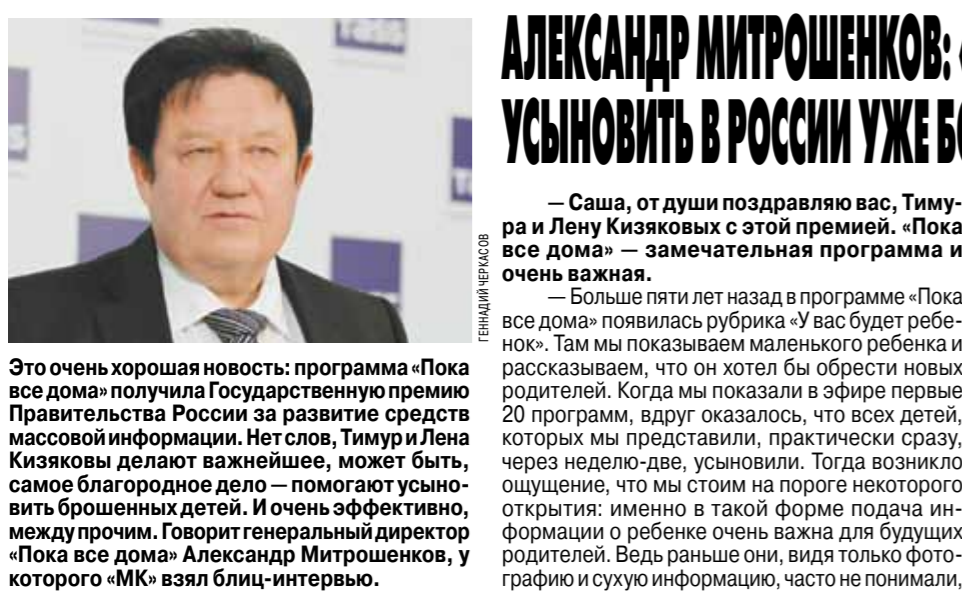 АЛЕКСАНДР МИТРОШЕНКОВ: «
УСЫНОВИТЬ В РОССИИ УЖЕ
ГЕННАДИЙ ЧЕРКАСОВ
Это очень хорошая новость: программа «Пока
все дома» получила Государственную премию
Правительства России за развитие средств
массовой информации. Нет слов, Тимур и Лена
Кизяковы делают важнейшее, может быть,
самое благородное дело — помогают усыно-
вить брошенных детей. И очень эффективно,
между прочим. Говорит генеральный директор
«Пока все дома» Александр Митрошенков, у
которого «МК» взял блиц-интервью.
— Саша, от души поздравляю вас, Тиму-
ра и Лену Кизяковых с этой премией. «Пока
все дома» — замечательная программа и
очень важная.
— Больше пяти лет назад в программе «Пока
все дома» появилась рубрика «У вас будет ребе-
нок». Там мы показываем маленького ребенка и
рассказываем, что он хотел бы обрести новых
родителей. Когда мы показали в эфире первые
20 программ, вдруг оказалось, что всех детей,
которых мы представили, практически сразу,
через неделю-две, усыновили. Тогда возникло
ощущение, что мы стоим на пороге некоторого
открытия: именно в такой форме подача ин-
формации о ребенке очень важна для будущих
родителей. Ведь раньше они, видя только фото-
графию и сухую информацию, часто не понимали,